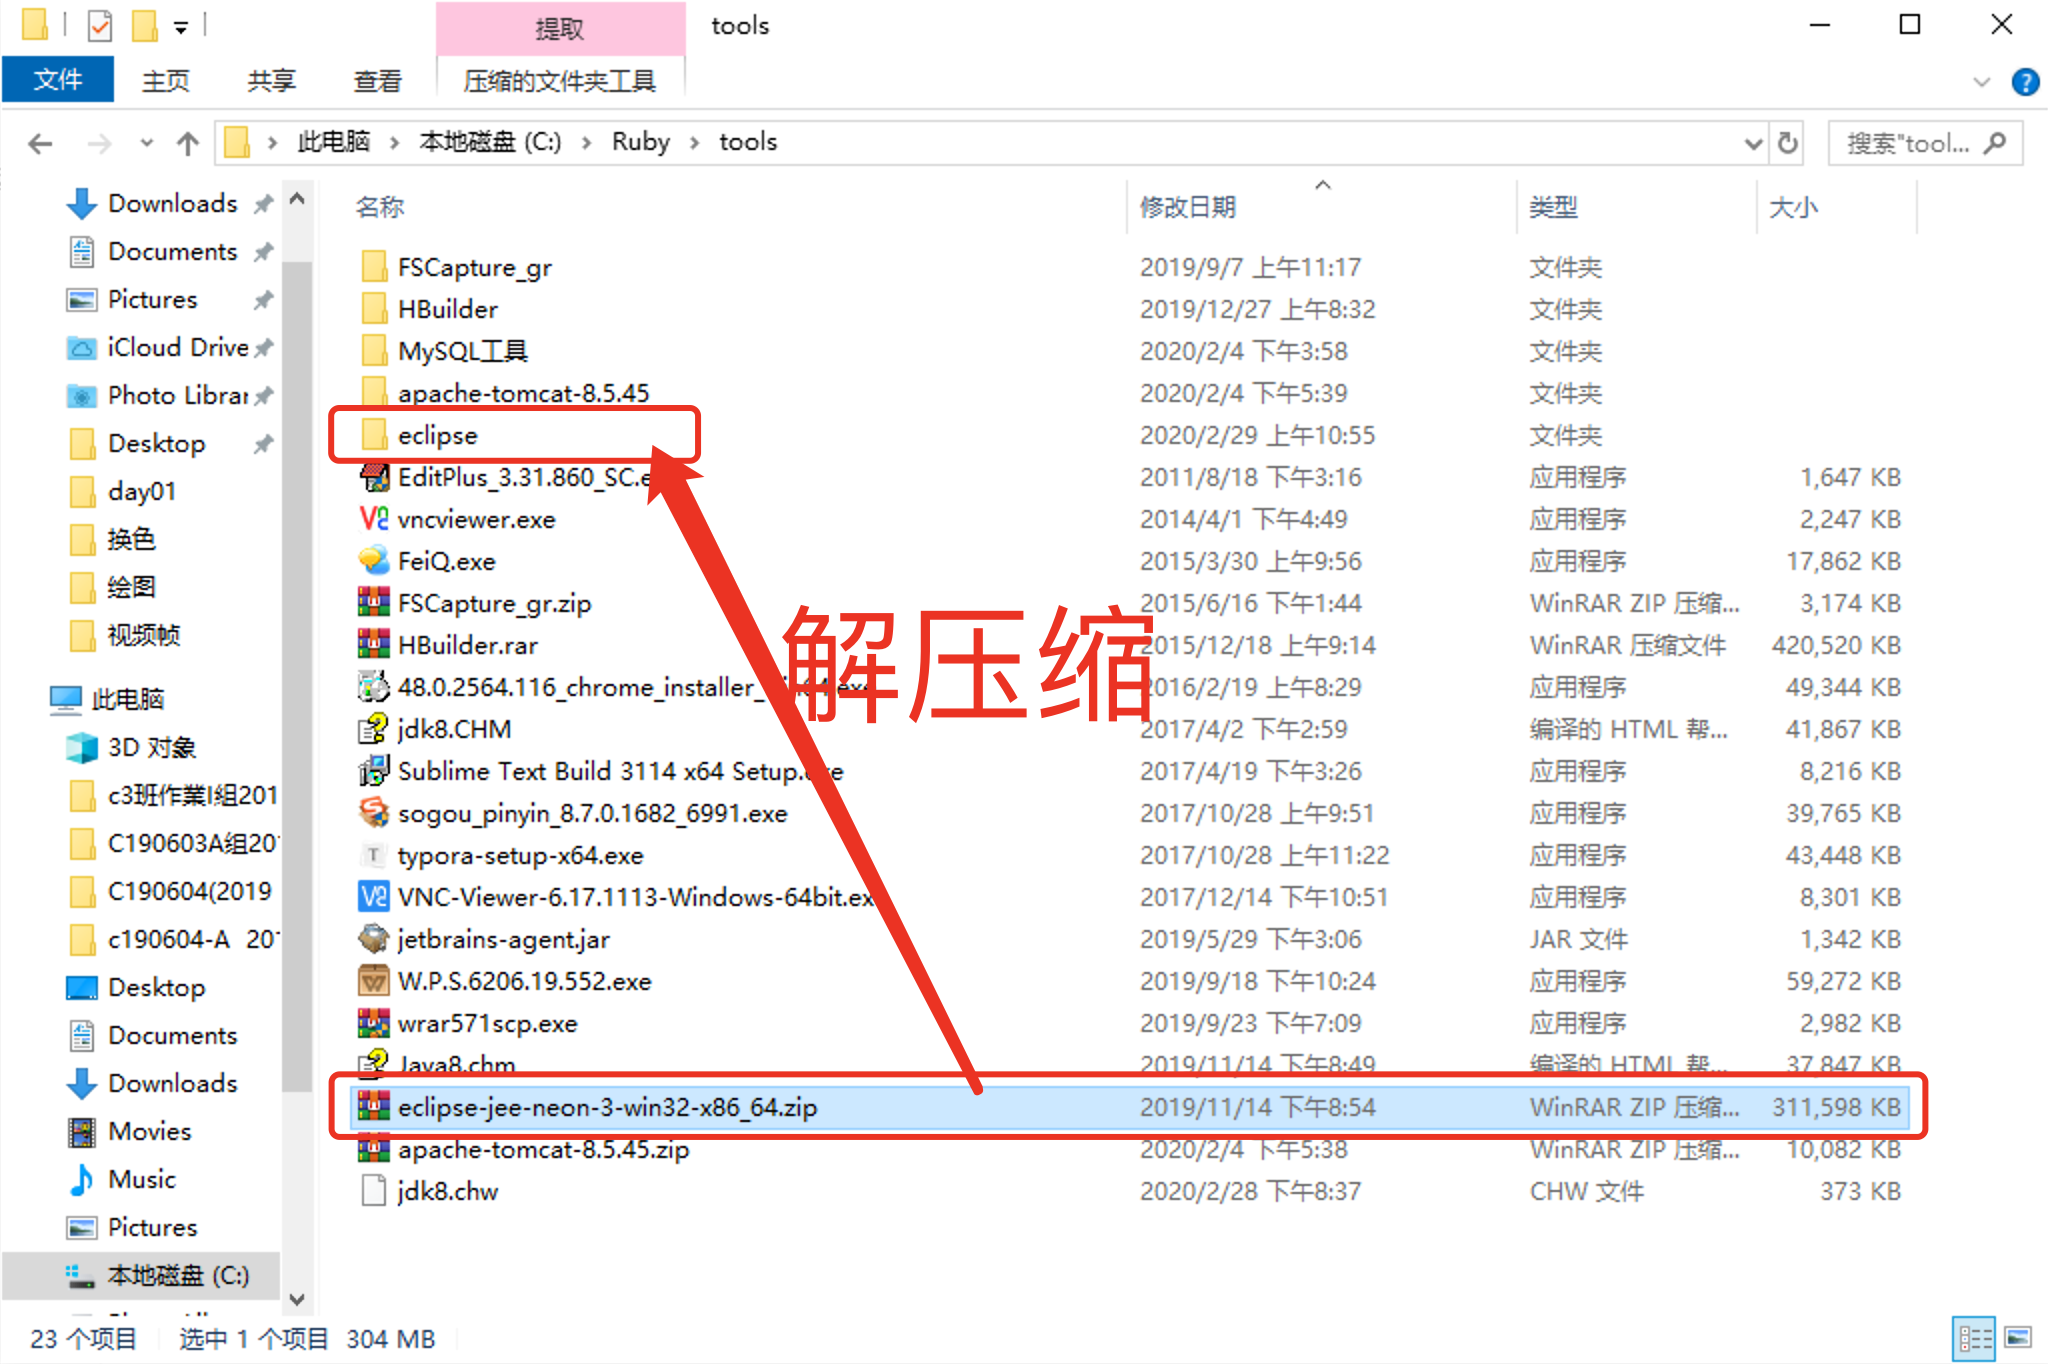 提取
tools
文件
主页
共享
查看
压缩的文件夹工具
此电脑 > 本地磁盘 (C:) > Ruby > tools
搜索"tool...
Downloads
Documents
Pictures
iCloud Drive
Photo Librar
Desktop
day01
换色
绘图
视频帧
此电脑
3D 对象
c3班作業I组201
C190603A组20
C190604(2019
c190604-A 20
Desktop
Documents
Downloads
Movies
Music
Pictures
本地磁盘 (C:)
名称 修改日期 类型 大小
FSCapture_gr 2019/9/7 上午11:17 文件夹
HBuilder 2019/12/27 上午8:32 文件夹
MySQL工具 2020/2/4 下午3:58 文件夹
apache-tomcat-8.5.45 2020/2/4 下午5:39 文件夹
eclipse 2020/2/29 上午10:55 文件夹
EditPlus_3.31.860_SC.e 2011/8/18 下午3:16 应用程序 1,647 KB
vncviewer.exe 2014/4/1 下午4:49 应用程序 2,247 KB
FeiQ.exe 2015/3/30 上午9:56 应用程序 17,862 KB
FSCapture_gr.zip 2015/6/16 下午1:44 WinRAR ZIP 压缩... 3,174 KB
HBuilder.rar 2015/12/18 上午9:14 WinRAR 压缩文件 420,520 KB
解压缩
48.0.2564.116_chrome_installer_win64.exe 2016/2/19 上午8:29 应用程序 49,344 KB
jdk8.CHM 2017/4/2 下午2:59 编译的 HTML 帮... 41,867 KB
Sublime Text Build 3114 x64 Setup.exe 2017/4/19 下午3:26 应用程序 8,216 KB
sogou_pinyin_8.7.0.1682_6991.exe 2017/10/28 上午9:51 应用程序 39,765 KB
typora-setup-x64.exe 2017/10/28 上午11:22 应用程序 43,448 KB
VNC-Viewer-6.17.1113-Windows-64bit.ex 2017/12/14 下午10:51 应用程序 8,301 KB
jetbrains-agent.jar 2019/5/29 下午3:06 JAR 文件 1,342 KB
W.P.S.6206.19.552.exe 2019/9/18 下午10:24 应用程序 59,272 KB
wrar571scp.exe 2019/9/23 下午7:09 应用程序 2,982 KB
Java8.chm 2019/11/14 下午8:49 编译的 HTML 帮... 37,847 KB
eclipse-jee-neon-3-win32-x86_64.zip 2019/11/14 下午8:54 WinRAR ZIP 压缩... 311,598 KB
apache-tomcat-8.5.45.zip 2020/2/4 下午5:38 WinRAR ZIP 压缩... 10,082 KB
jdk8.chw 2020/2/28 下午8:37 CHW 文件 373 KB
23 个项目 选中 1 个项目 304 MB